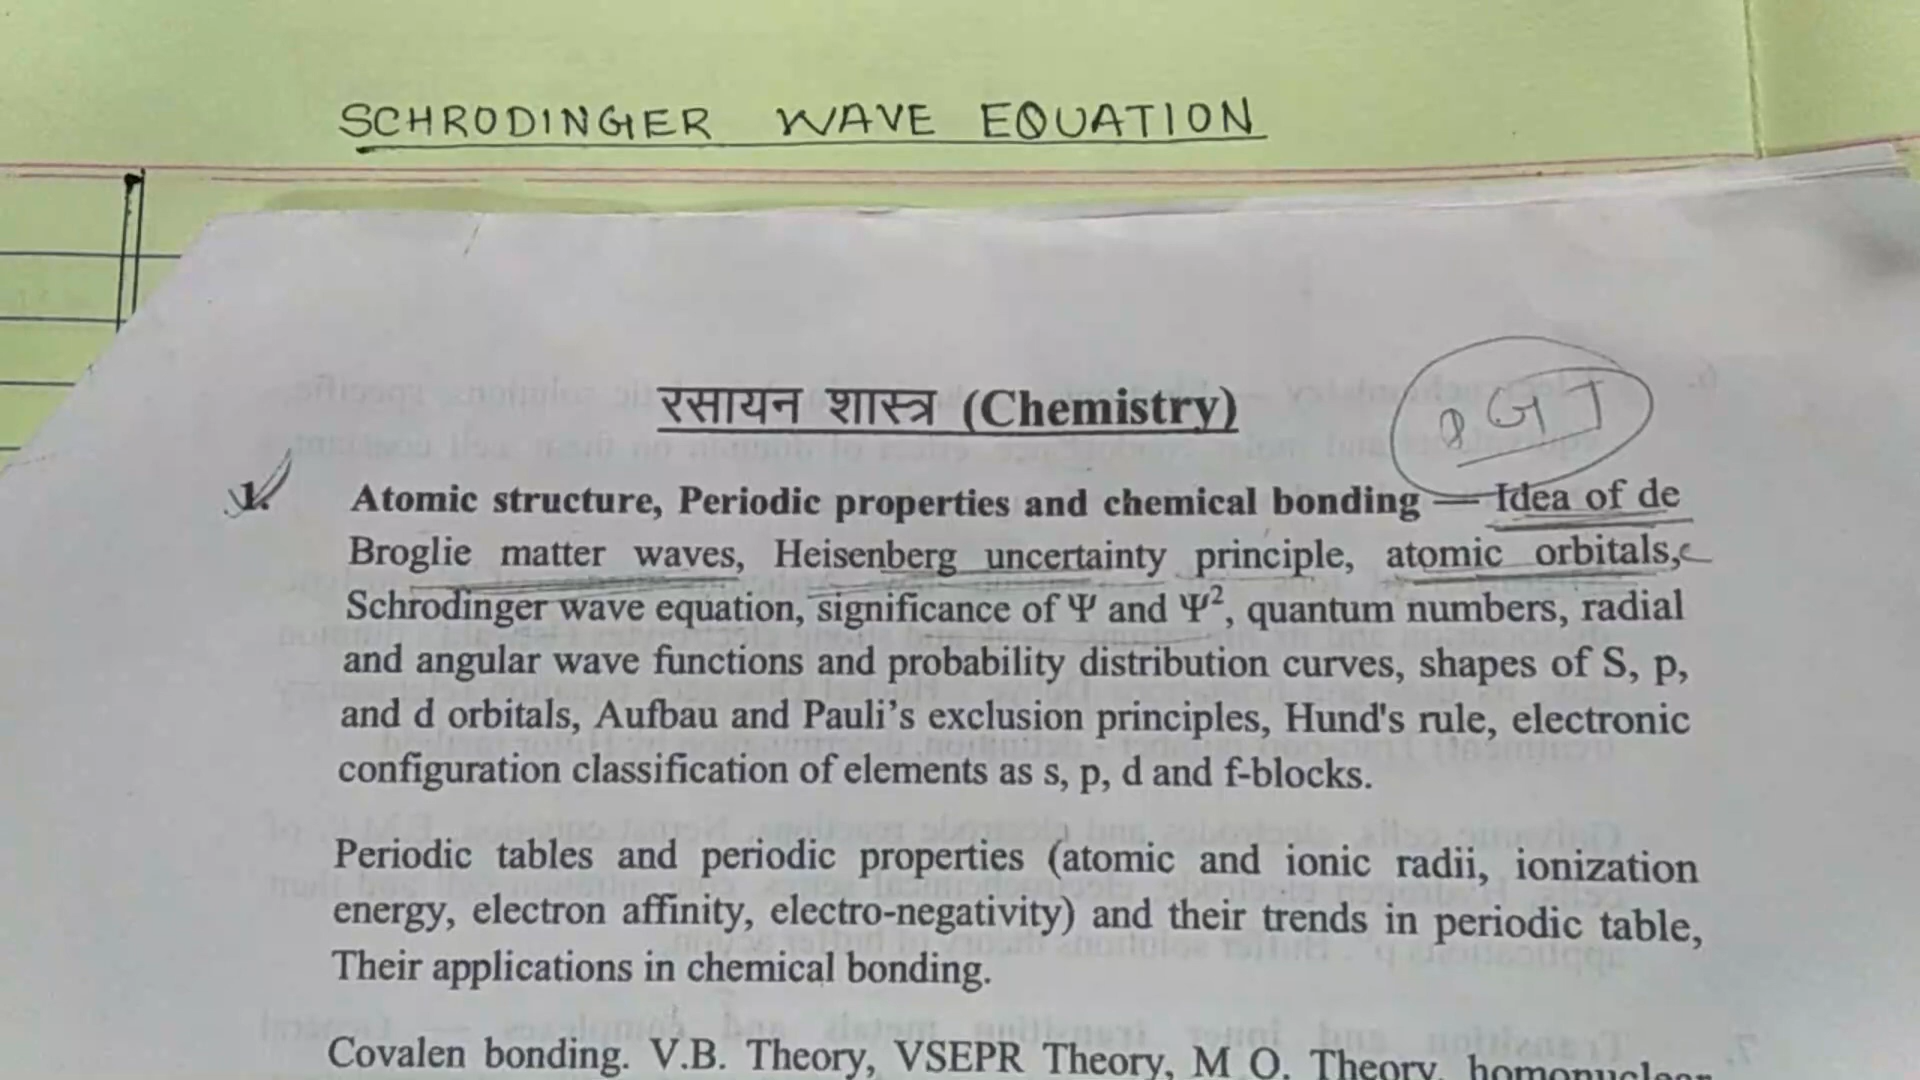 SCHRODINGER WAVE EQUATION
रसायन शास्त्र (Chemistry)
1. Atomic structure, Periodic properties and chemical bonding — Idea of de
Broglie matter waves, Heisenberg uncertainty principle, atomic orbitals,
Schrodinger wave equation, significance of Ψ and Ψ², quantum numbers, radial
and angular wave functions and probability distribution curves, shapes of S, p,
and d orbitals, Aufbau and Pauli's exclusion principles, Hund's rule, electronic
configuration classification of elements as s, p, d and f-blocks.
Periodic tables and periodic properties (atomic and ionic radii, ionization
energy, electron affinity, electro-negativity) and their trends in periodic table,
Their applications in chemical bonding.
Covalen bonding. V.B. Theory, VSEPR Theory, M O. Theory, homonuclear